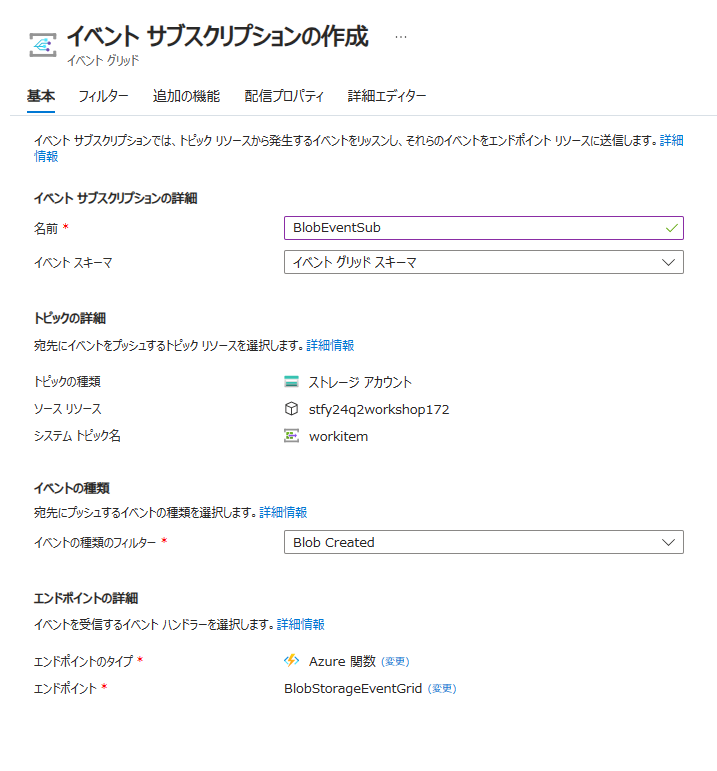 イベント サブスクリプションの作成 …
イベント グリッド
基本 フィルター 追加の機能 配信プロパティ 詳細エディター
イベント サブスクリプションでは、トピック リソースから発生するイベントをリッスンし、それらのイベントをエンドポイント リソースに送信します。詳細
情報
イベント サブスクリプションの詳細
名前 * BlobEventSub
イベント スキーマ イベント グリッド スキーマ
トピックの詳細
宛先にイベントをプッシュするトピック リソースを選択します。詳細情報
トピックの種類 ストレージ アカウント
ソース リソース stfy24q2workshop172
システム トピック名 workitem
イベントの種類
宛先にプッシュするイベントの種類を選択します。詳細情報
イベントの種類のフィルター * Blob Created
エンドポイントの詳細
イベントを受信するイベント ハンドラーを選択します。詳細情報
エンドポイントのタイプ * Azure 関数 (変更)
エンドポイント * BlobStorageEventGrid (変更)